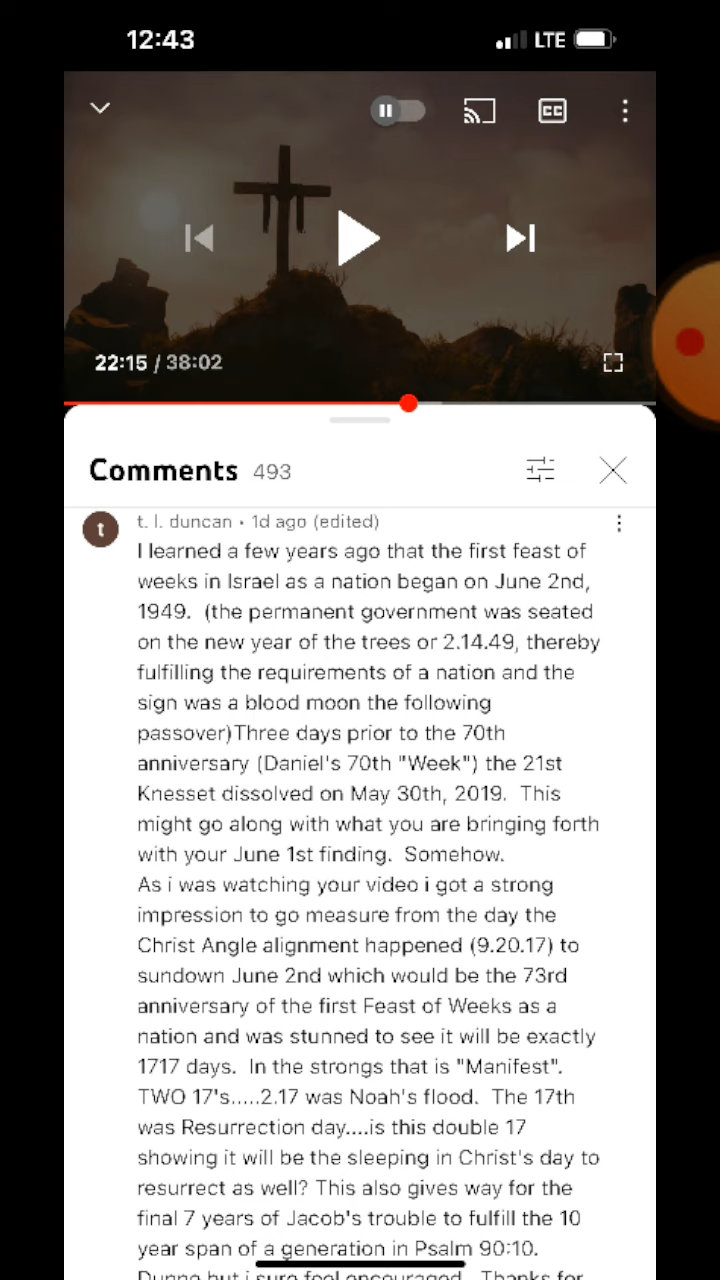 12:43
LTE
CC
22:15 / 38:02
Comments 493
t
t. l. duncan • 1d ago (edited)
I learned a few years ago that the first feast of
weeks in Israel as a nation began on June 2nd,
1949.  (the permanent government was seated
on the new year of the trees or 2.14.49, thereby
fulfilling the requirements of a nation and the
sign was a blood moon the following
passover)Three days prior to the 70th
anniversary (Daniel's 70th "Week") the 21st
Knesset dissolved on May 30th, 2019.  This
might go along with what you are bringing forth
with your June 1st finding.  Somehow.
As i was watching your video i got a strong
impression to go measure from the day the
Christ Angle alignment happened (9.20.17) to
sundown June 2nd which would be the 73rd
anniversary of the first Feast of Weeks as a
nation and was stunned to see it will be exactly
1717 days.  In the strongs that is "Manifest".
TWO 17's.....2.17 was Noah's flood.  The 17th
was Resurrection day....is this double 17
showing it will be the sleeping in Christ's day to
resurrect as well? This also gives way for the
final 7 years of Jacob's trouble to fulfill the 10
year span of a generation in Psalm 90:10.
Dunno but i sure feel encouraged.  Thanks for